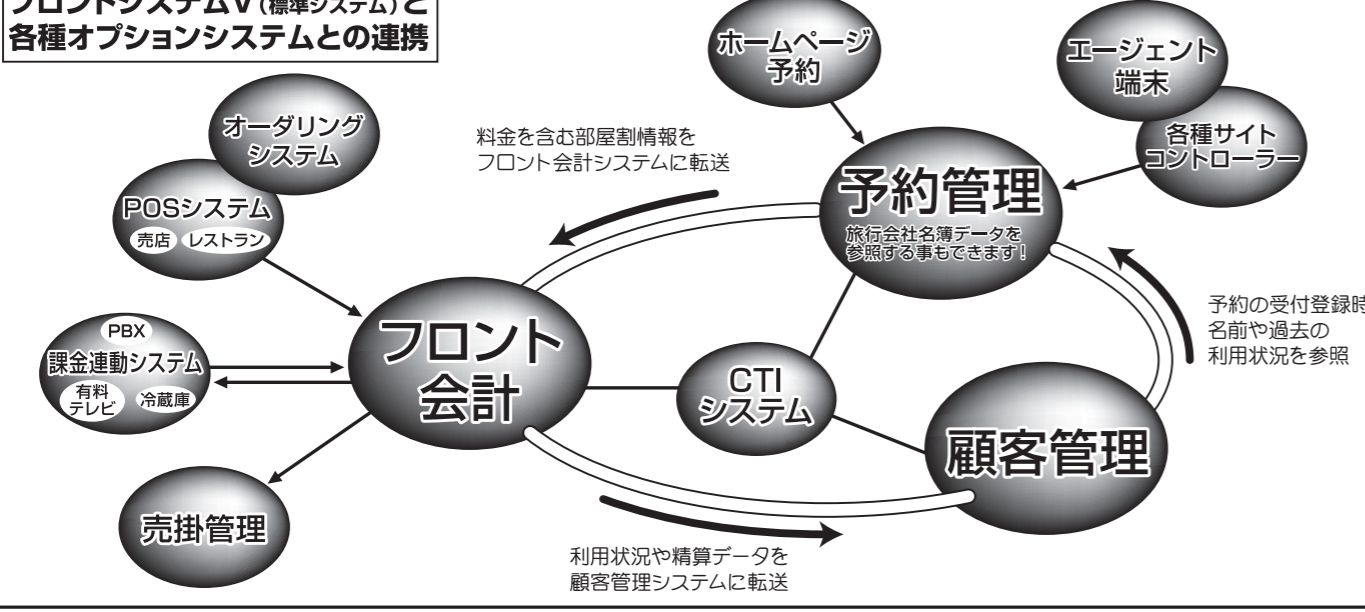 フロントシステムV(標準システム)と
各種オプションシステムとの連携
ホームページ
予約
エージェント
端末
各種サイト
コントローラー
オーダリング
システム
POSシステム
売店 レストラン
料金を含む部屋割情報を
フロント会計システムに転送
予約管理
旅行会社名簿データを
参照する事もできます!
予約の受付登録時
名前や過去の
利用状況を参照
PBX
課金連動システム
有料
テレビ
冷蔵庫
フロント
会計
CTI
システム
顧客管理
売掛管理
利用状況や精算データを
顧客管理システムに転送